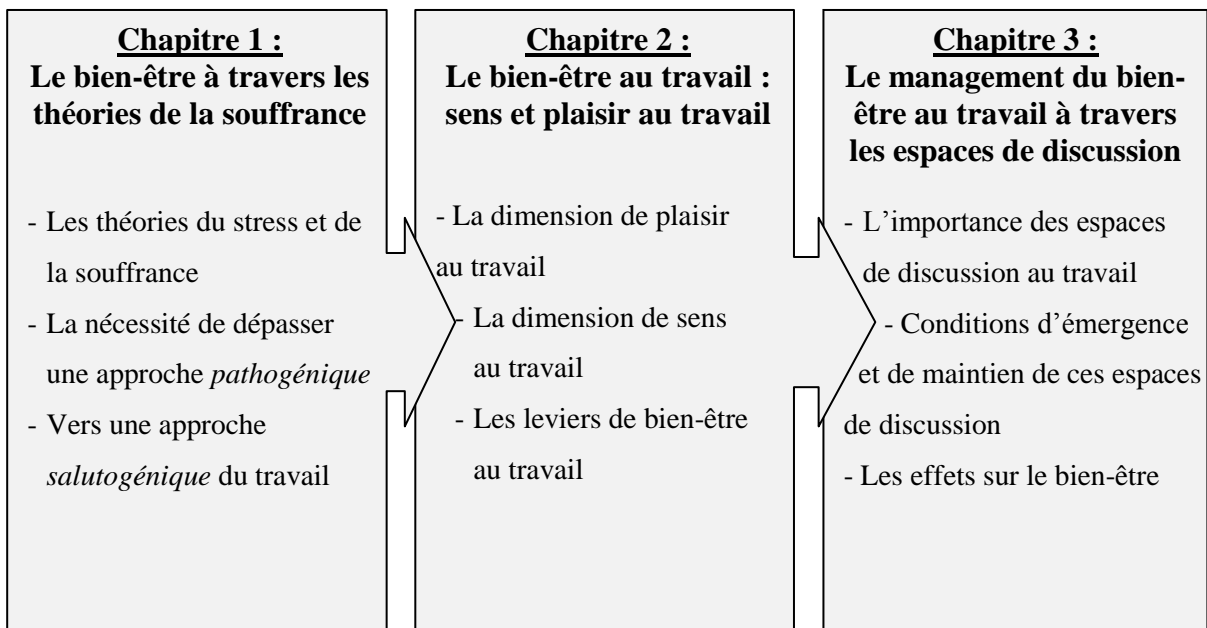 Chapitre 1 :
Le bien-être à travers les
théories de la souffrance
- Les théories du stress et de
la souffrance
- La nécessité de dépasser
une approche pathogénique
- Vers une approche
salutogénique du travail
Chapitre 2 :
Le bien-être au travail :
sens et plaisir au travail
- La dimension de plaisir
au travail
- La dimension de sens
au travail
- Les leviers de bien-être
au travail
Chapitre 3 :
Le management du bien-
être au travail à travers
les espaces de discussion
- L’importance des espaces
de discussion au travail
- Conditions d’émergence
et de maintien de ces espaces
de discussion
- Les effets sur le bien-être